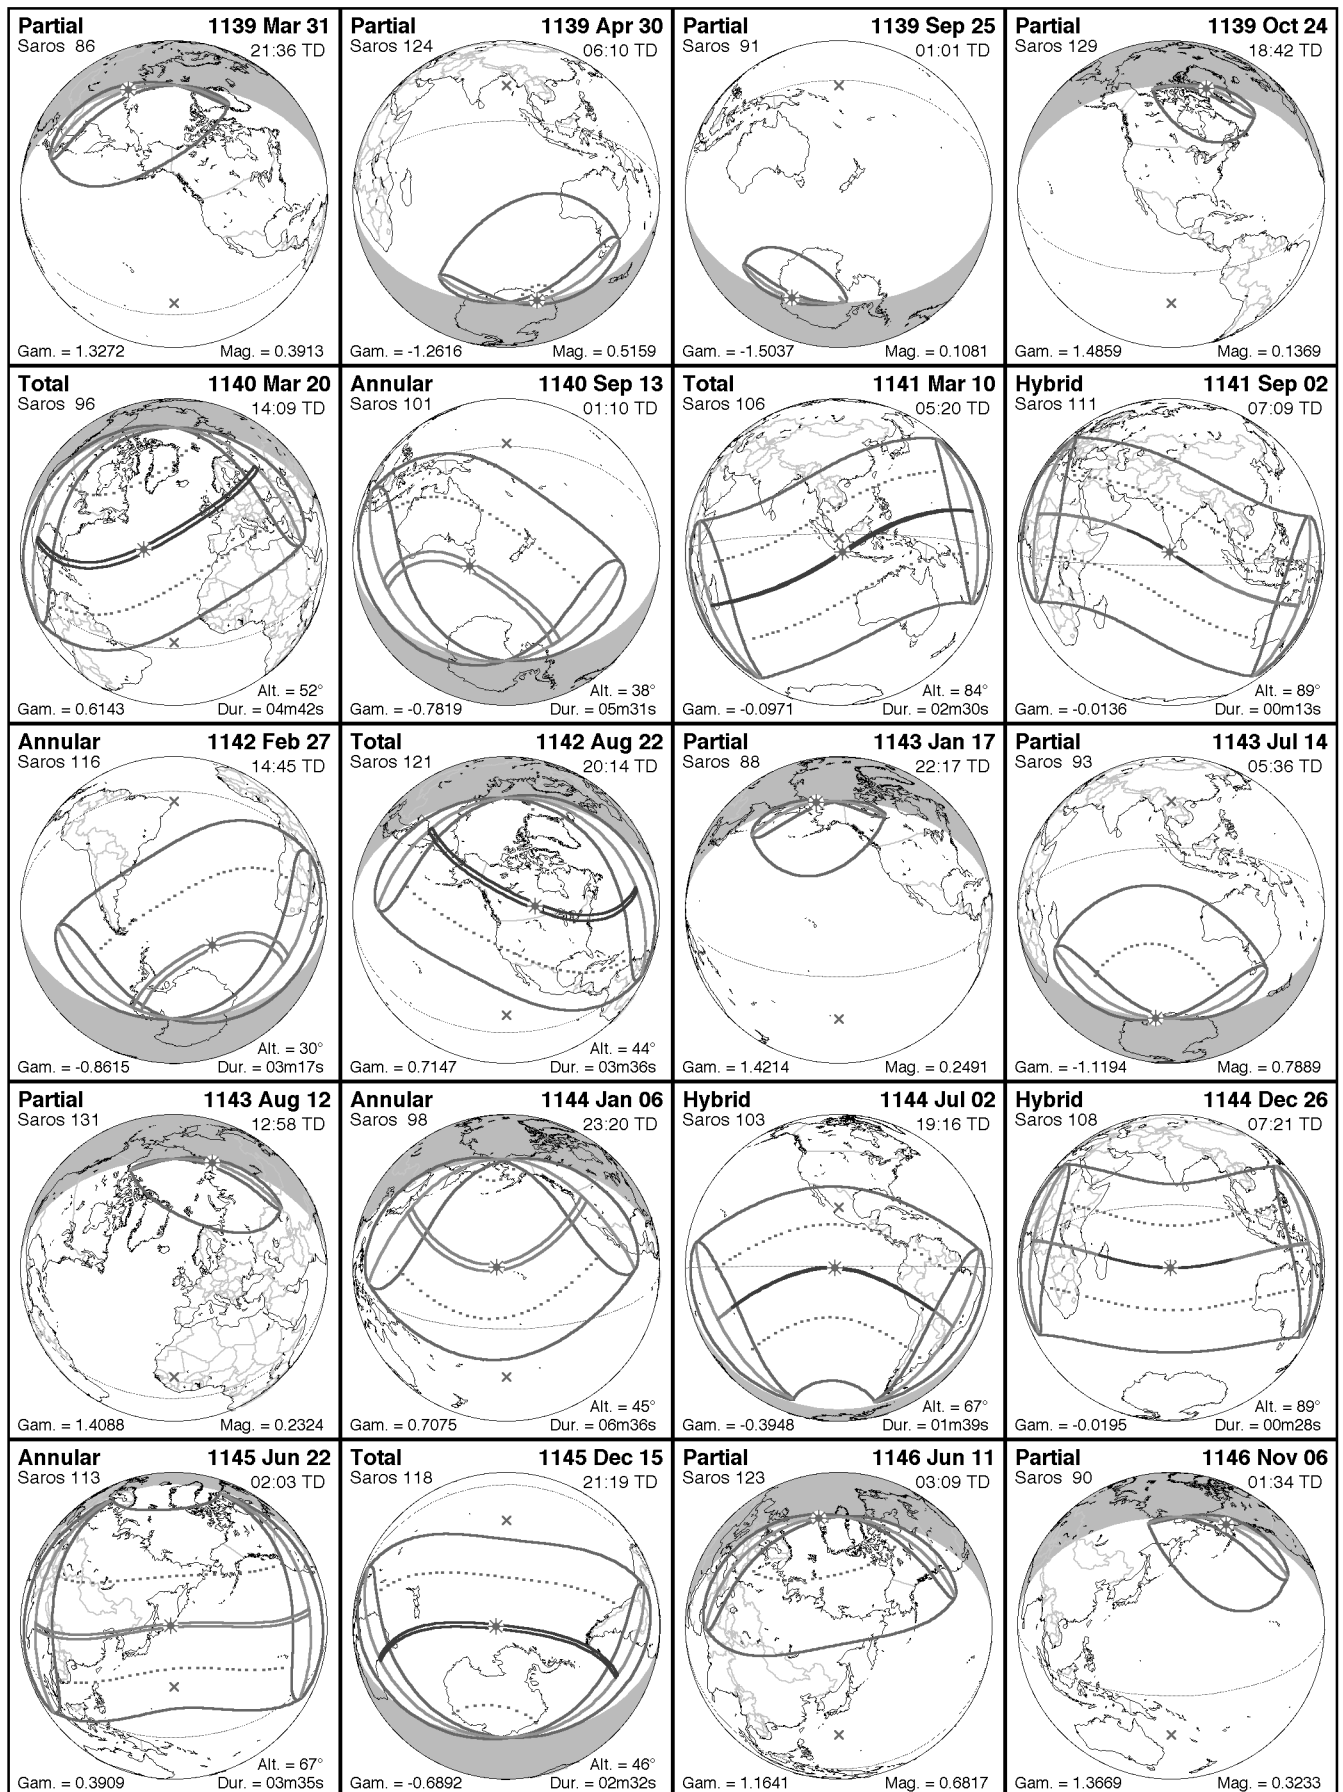 Partial 1139 Mar 31
Saros 86 21:36 TD
Gam. = 1.3272 Mag. = 0.3913
Partial 1139 Apr 30
Saros 124 06:10 TD
Gam. = -1.2616 Mag. = 0.5159
Partial 1139 Sep 25
Saros 91 01:01 TD
Gam. = -1.5037 Mag. = 0.1081
Partial 1139 Oct 24
Saros 129 18:42 TD
Gam. = 1.4859 Mag. = 0.1369
Total 1140 Mar 20
Saros 96 14:09 TD
Alt. = 52°
Gam. = 0.6143 Dur. = 04m42s
Annular 1140 Sep 13
Saros 101 01:10 TD
Alt. = 38°
Gam. = -0.7819 Dur. = 05m31s
Total 1141 Mar 10
Saros 106 05:20 TD
Alt. = 84°
Gam. = -0.0971 Dur. = 02m30s
Hybrid 1141 Sep 02
Saros 111 07:09 TD
Alt. = 89°
Gam. = -0.0136 Dur. = 00m13s
Annular 1142 Feb 27
Saros 116 14:45 TD
Alt. = 30°
Gam. = -0.8615 Dur. = 03m17s
Total 1142 Aug 22
Saros 121 20:14 TD
Alt. = 44°
Gam. = 0.7147 Dur. = 03m36s
Partial 1143 Jan 17
Saros 88 22:17 TD
Gam. = 1.4214 Mag. = 0.2491
Partial 1143 Jul 14
Saros 93 05:36 TD
Gam. = -1.1194 Mag. = 0.7889
Partial 1143 Aug 12
Saros 131 12:58 TD
Gam. = 1.4088 Mag. = 0.2324
Annular 1144 Jan 06
Saros 98 23:20 TD
Alt. = 45°
Gam. = 0.7075 Dur. = 06m36s
Hybrid 1144 Jul 02
Saros 103 19:16 TD
Alt. = 67°
Gam. = -0.3948 Dur. = 01m39s
Hybrid 1144 Dec 26
Saros 108 07:21 TD
Alt. = 89°
Gam. = -0.0195 Dur. = 00m28s
Annular 1145 Jun 22
Saros 113 02:03 TD
Alt. = 67°
Gam. = 0.3909 Dur. = 03m35s
Total 1145 Dec 15
Saros 118 21:19 TD
Alt. = 46°
Gam. = -0.6892 Dur. = 02m32s
Partial 1146 Jun 11
Saros 123 03:09 TD
Gam. = 1.1641 Mag. = 0.6817
Partial 1146 Nov 06
Saros 90 01:34 TD
Gam. = 1.3669 Mag. = 0.3233